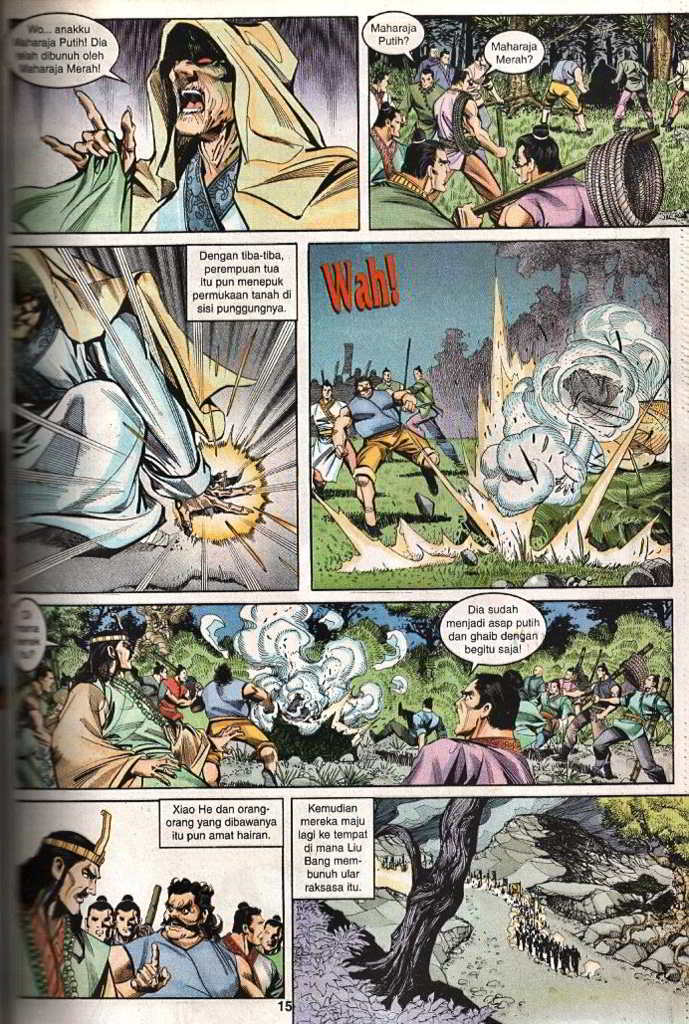 Wo... anakku
Maharaja Putih! Dia
telah dibunuh oleh
Maharaja Merah!
Maharaja
Putih?
Maharaja
Merah?
Dengan tiba-tiba,
perempuan tua
itu pun menepuk
permukaan tanah di
sisi punggungnya.
Wah!
Di
mana
Dia sudah
menjadi asap putih
dan ghaib dengan
begitu saja!
Xiao He dan orang-
orang yang dibawanya
itu pun amat hairan.
Kemudian
mereka maju
lagi ke tempat
di mana Liu
Bang mem-
bunuh ular
raksasa itu.
15